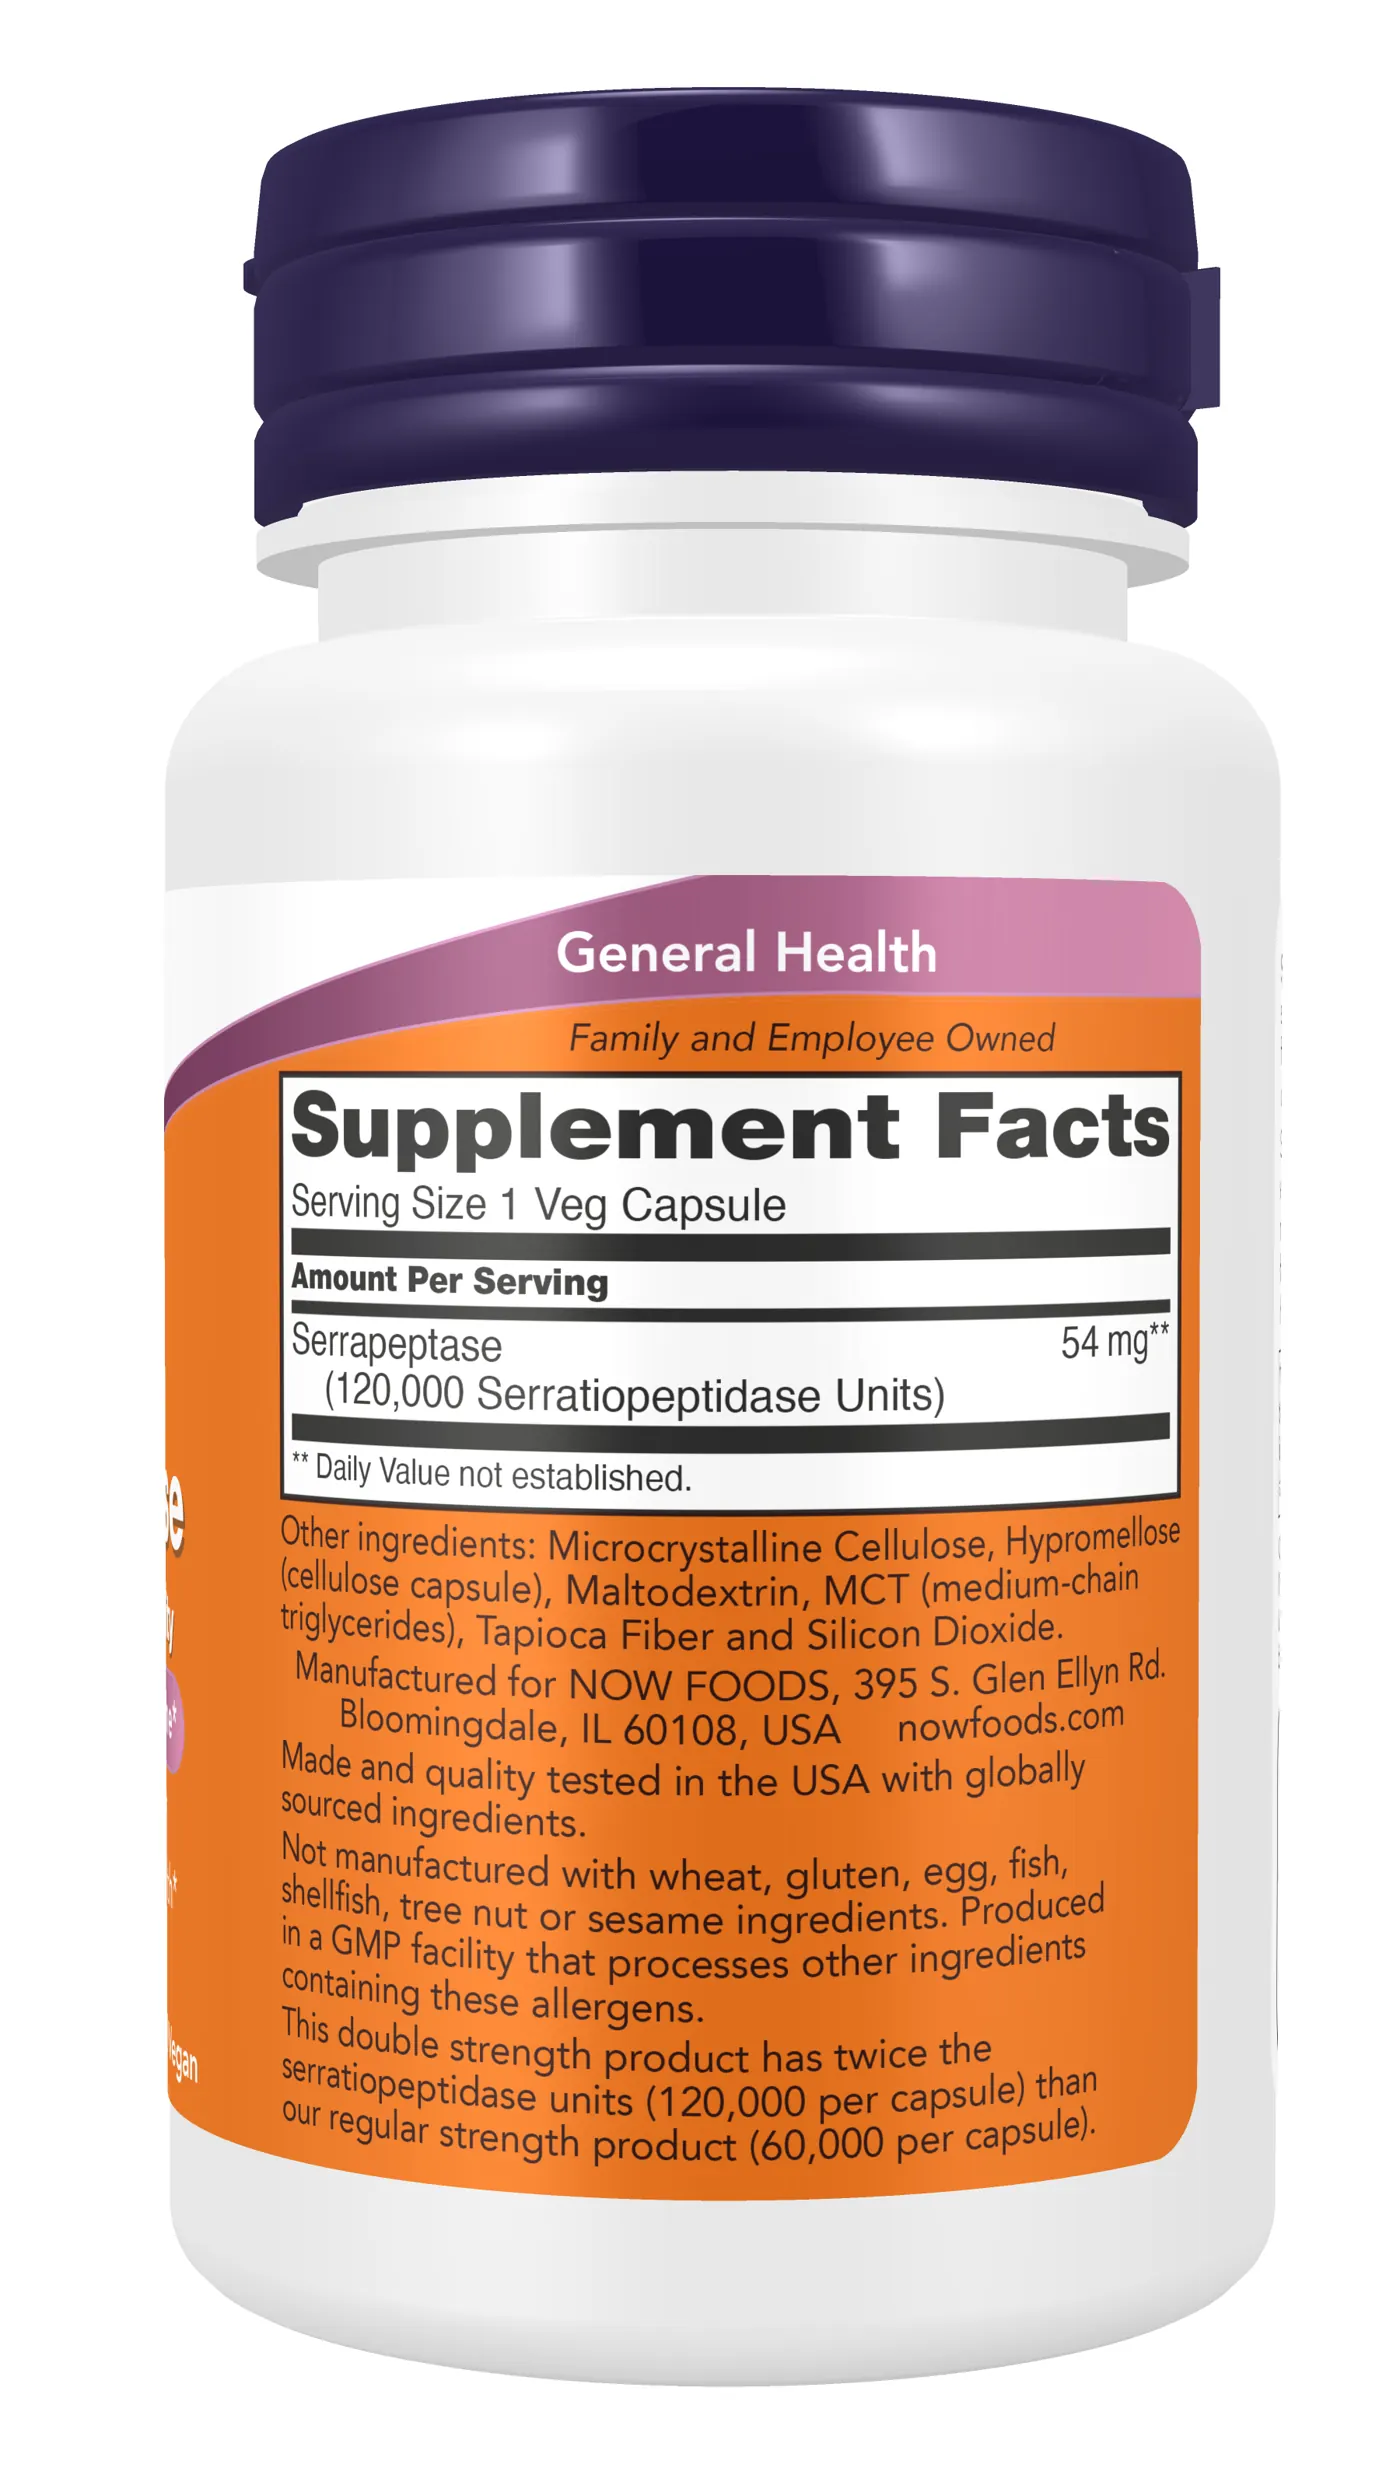 General Health
Family and Employee Owned
Supplement Facts
Serving Size 1 Veg Capsule
Amount Per Serving
Serrapeptase 54 mg**
(120,000 Serratiopeptidase Units)
** Daily Value not established.
Other ingredients: Microcrystalline Cellulose, Hypromellose
(cellulose capsule), Maltodextrin, MCT (medium-chain
triglycerides), Tapioca Fiber and Silicon Dioxide.
Manufactured for NOW FOODS, 395 S. Glen Ellyn Rd.
Bloomingdale, IL 60108, USA nowfoods.com
Made and quality tested in the USA with globally
sourced ingredients.
Not manufactured with wheat, gluten, egg, fish,
shellfish, tree nut or sesame ingredients. Produced
in a GMP facility that processes other ingredients
containing these allergens.
This double strength product has twice the
serratiopeptidase units (120,000 per capsule) than
our regular strength product (60,000 per capsule).
Vegan